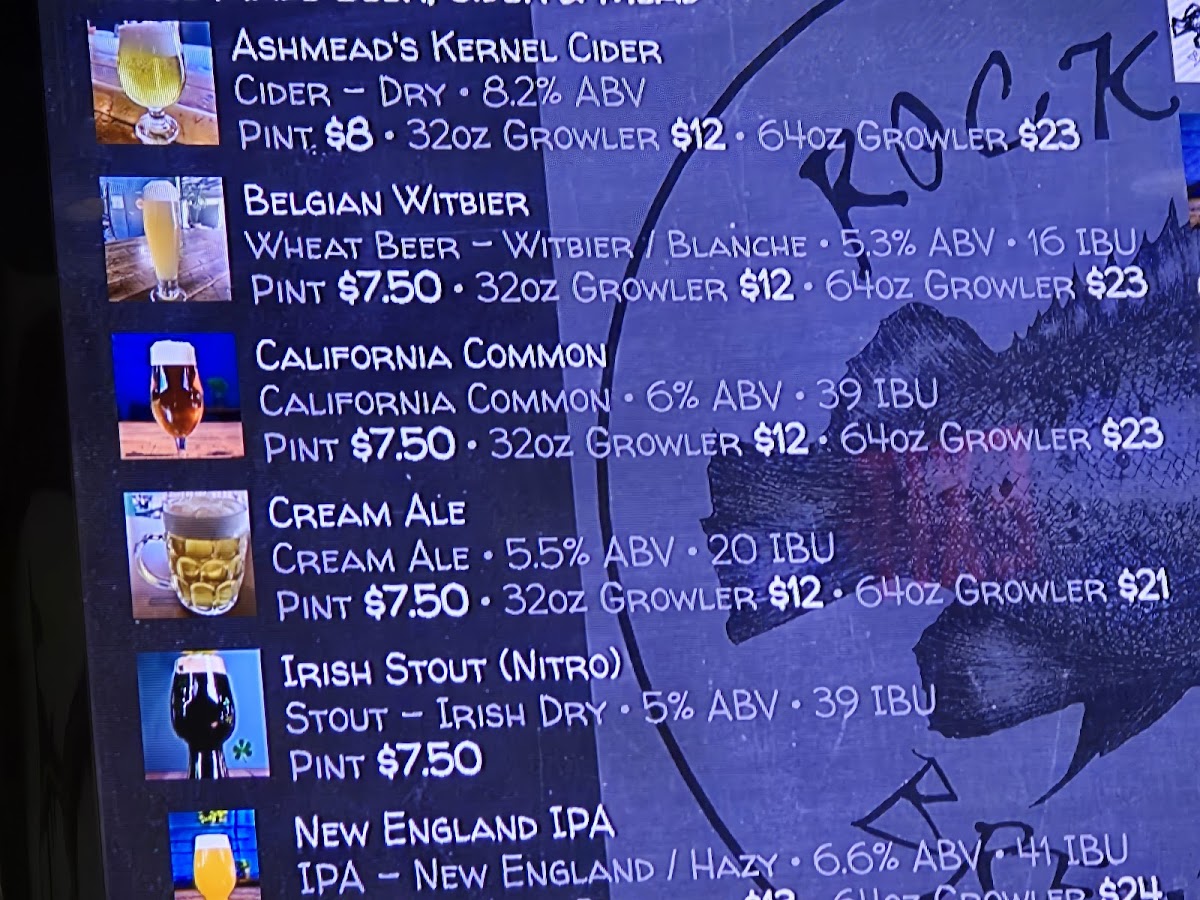 Ashmead's Kernel Cider
Cider – Dry • 8.2% ABV
Pint $8 • 32oz Growler $12 • 64oz Growler $23
Belgian Witbier
Wheat Beer – Witbier / Blanche • 5.3% ABV • 16 IBU
Pint $7.50 • 32oz Growler $12 • 64oz Growler $23
California Common
California Common • 6% ABV • 39 IBU
Pint $7.50 • 32oz Growler $12 • 64oz Growler $23
Cream Ale
Cream Ale • 5.5% ABV • 20 IBU
Pint $7.50 • 32oz Growler $12 • 64oz Growler $21
Irish Stout (Nitro)
Stout – Irish Dry • 5% ABV • 39 IBU
Pint $7.50
New England IPA
IPA – New England / Hazy • 6.6% ABV • 41 IBU
64oz Growler $24
ROCK